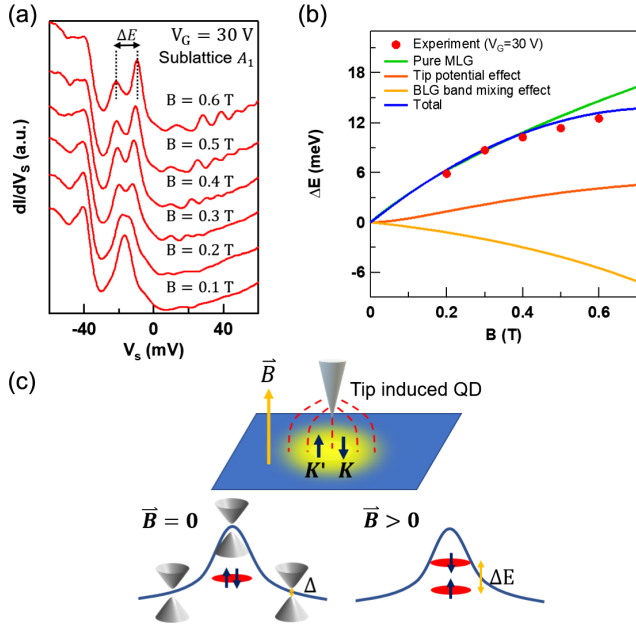 (a)
ΔE
V_G = 30 V
Sublattice A₁
B = 0.6 T
B = 0.5 T
B = 0.4 T
B = 0.3 T
B = 0.2 T
B = 0.1 T
dI/dV_S (a.u.)
-40 0 40
V_s (mV)
(b)
Experiment (V_G=30 V)
Pure MLG
Tip potential effect
BLG band mixing effect
Total
18
12
6
0
-6
ΔE (meV)
0 0.2 0.4 0.6
B (T)
(c)
B⃗
Tip induced QD
K' K
B⃗ = 0
Δ
B⃗ > 0
ΔE